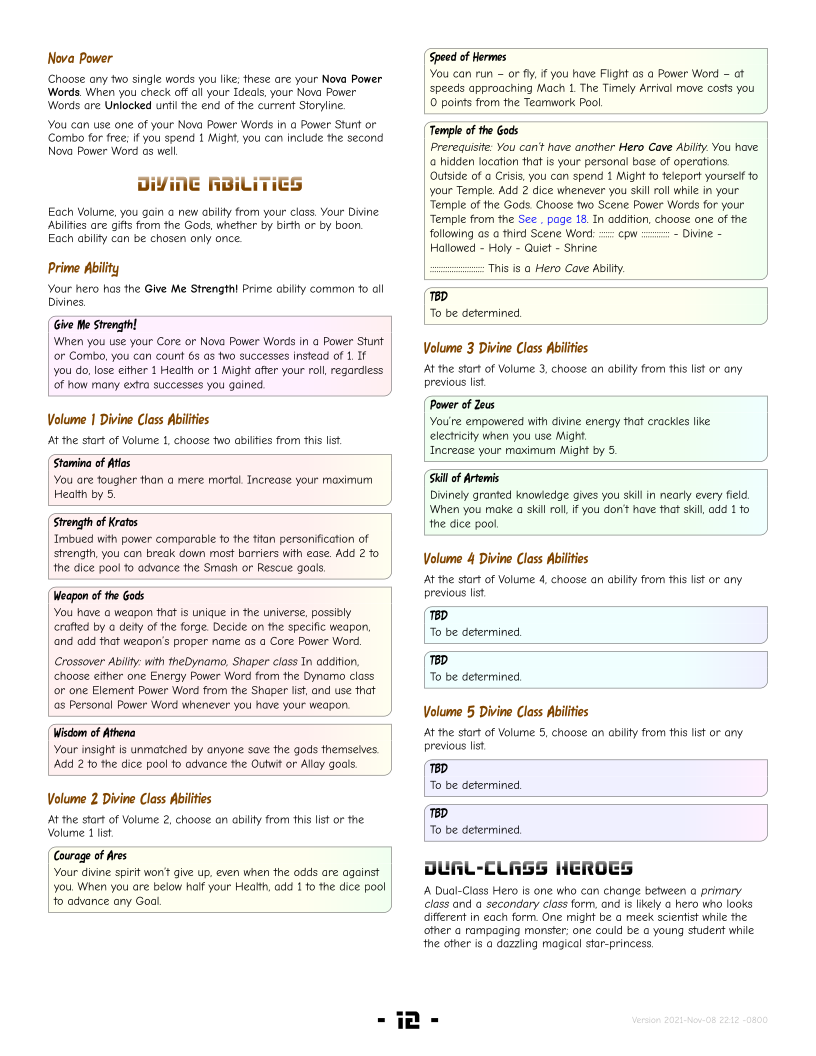 Nova Power
Choose any two single words you like; these are your Nova Power
Words. When you check off all your Ideals, your Nova Power
Words are Unlocked until the end of the current Storyline.
You can use one of your Nova Power Words in a Power Stunt or
Combo for free; if you spend 1 Might, you can include the second
Nova Power Word as well.
Divine Abilities
Each Volume, you gain a new ability from your class. Your Divine
Abilities are gifts from the Gods, whether by birth or by boon.
Each ability can be chosen only once.
Prime Ability
Your hero has the Give Me Strength! Prime ability common to all
Divines.
Give Me Strength!
When you use your Core or Nova Power Words in a Power Stunt
or Combo, you can count 6s as two successes instead of 1. If
you do, lose either 1 Health or 1 Might after your roll, regardless
of how many extra successes you gained.
Volume 1 Divine Class Abilities
At the start of Volume 1, choose two abilities from this list.
Stamina of Atlas
You are tougher than a mere mortal. Increase your maximum
Health by 5.
Strength of Kratos
Imbued with power comparable to the titan personification of
strength, you can break down most barriers with ease. Add 2 to
the dice pool to advance the Smash or Rescue goals.
Weapon of the Gods
You have a weapon that is unique in the universe, possibly
crafted by a deity of the forge. Decide on the specific weapon,
and add that weapon's proper name as a Core Power Word.
Crossover Ability: with theDynamo, Shaper class In addition,
choose either one Energy Power Word from the Dynamo class
or one Element Power Word from the Shaper list, and use that
as Personal Power Word whenever you have your weapon.
Wisdom of Athena
Your insight is unmatched by anyone save the gods themselves.
Add 2 to the dice pool to advance the Outwit or Allay goals.
Volume 2 Divine Class Abilities
At the start of Volume 2, choose an ability from this list or the
Volume 1 list.
Courage of Ares
Your divine spirit won't give up, even when the odds are against
you. When you are below half your Health, add 1 to the dice pool
to advance any Goal.
Speed of Hermes
You can run – or fly, if you have Flight as a Power Word – at
speeds approaching Mach 1. The Timely Arrival move costs you
0 points from the Teamwork Pool.
Temple of the Gods
Prerequisite: You can't have another Hero Cave Ability. You have
a hidden location that is your personal base of operations.
Outside of a Crisis, you can spend 1 Might to teleport yourself to
your Temple. Add 2 dice whenever you skill roll while in your
Temple of the Gods. Choose two Scene Power Words for your
Temple from the See , page 18. In addition, choose one of the
following as a third Scene Word: ::::::: cpw ::::::::::::: - Divine -
Hallowed - Holy - Quiet - Shrine
::::::::::::::::::::::::: This is a Hero Cave Ability.
TBD
To be determined.
Volume 3 Divine Class Abilities
At the start of Volume 3, choose an ability from this list or any
previous list.
Power of Zeus
You're empowered with divine energy that crackles like
electricity when you use Might.
Increase your maximum Might by 5.
Skill of Artemis
Divinely granted knowledge gives you skill in nearly every field.
When you make a skill roll, if you don't have that skill, add 1 to
the dice pool.
Volume 4 Divine Class Abilities
At the start of Volume 4, choose an ability from this list or any
previous list.
TBD
To be determined.
TBD
To be determined.
Volume 5 Divine Class Abilities
At the start of Volume 5, choose an ability from this list or any
previous list.
TBD
To be determined.
TBD
To be determined.
Dual-Class Heroes
A Dual-Class Hero is one who can change between a primary
class and a secondary class form, and is likely a hero who looks
different in each form. One might be a meek scientist while the
other a rampaging monster; one could be a young student while
the other is a dazzling magical star-princess.
- 12 -
Version 2021-Nov-08 22:12 -0800